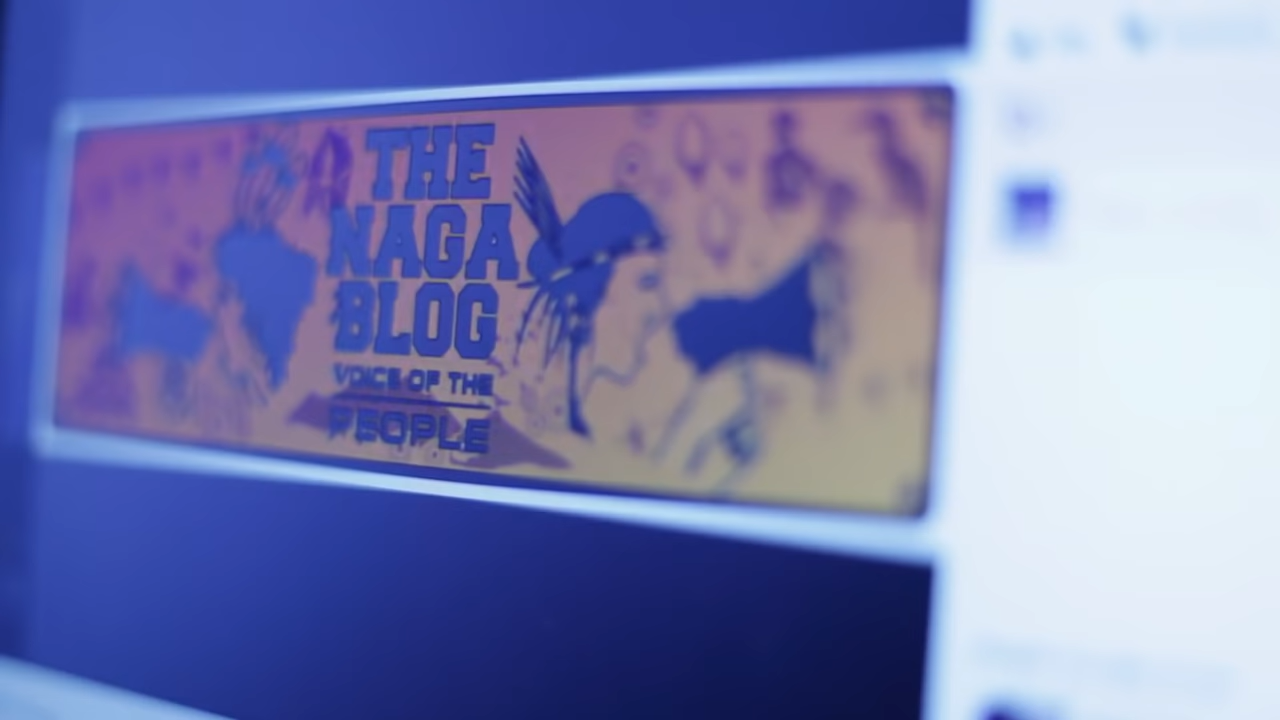 THE
NAGA
BLOG
VOICE OF THE
PEOPLE